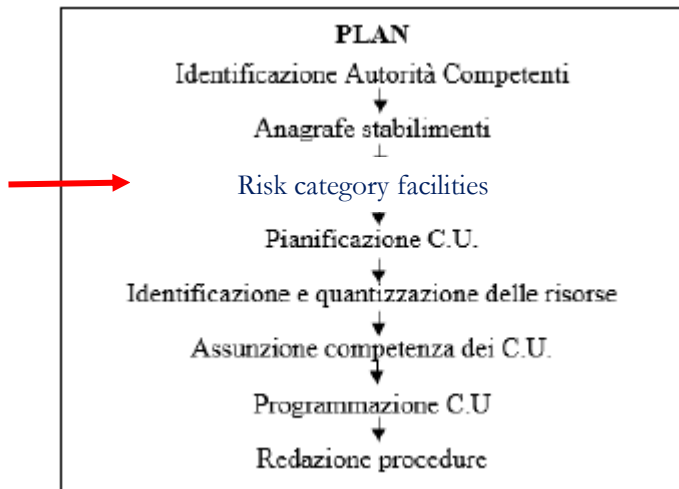 PLAN
Identificazione Autorità Competenti
Anagrafe stabilimenti
Risk category facilities
Pianificazione C.U.
Identificazione e quantizzazione delle risorse
Assunzione competenza dei C.U.
Programmazione C.U
Redazione procedure